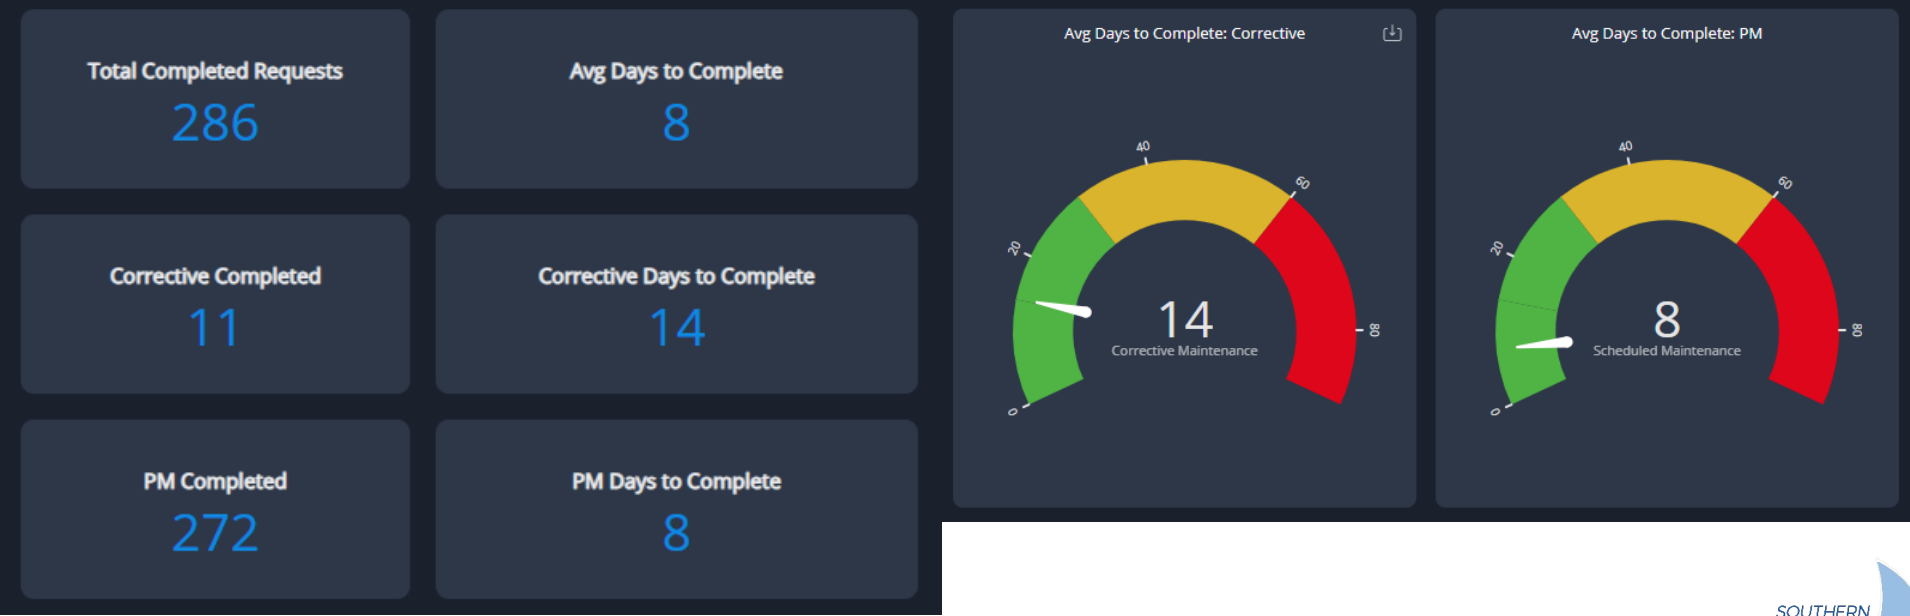 Total Completed Requests
286
Avg Days to Complete
8
Corrective Completed
11
Corrective Days to Complete
14
PM Completed
272
PM Days to Complete
8
Avg Days to Complete: Corrective
0
20
40
60
80
14
Corrective Maintenance
Avg Days to Complete: PM
0
20
40
60
80
8
Scheduled Maintenance
SOUTHERN